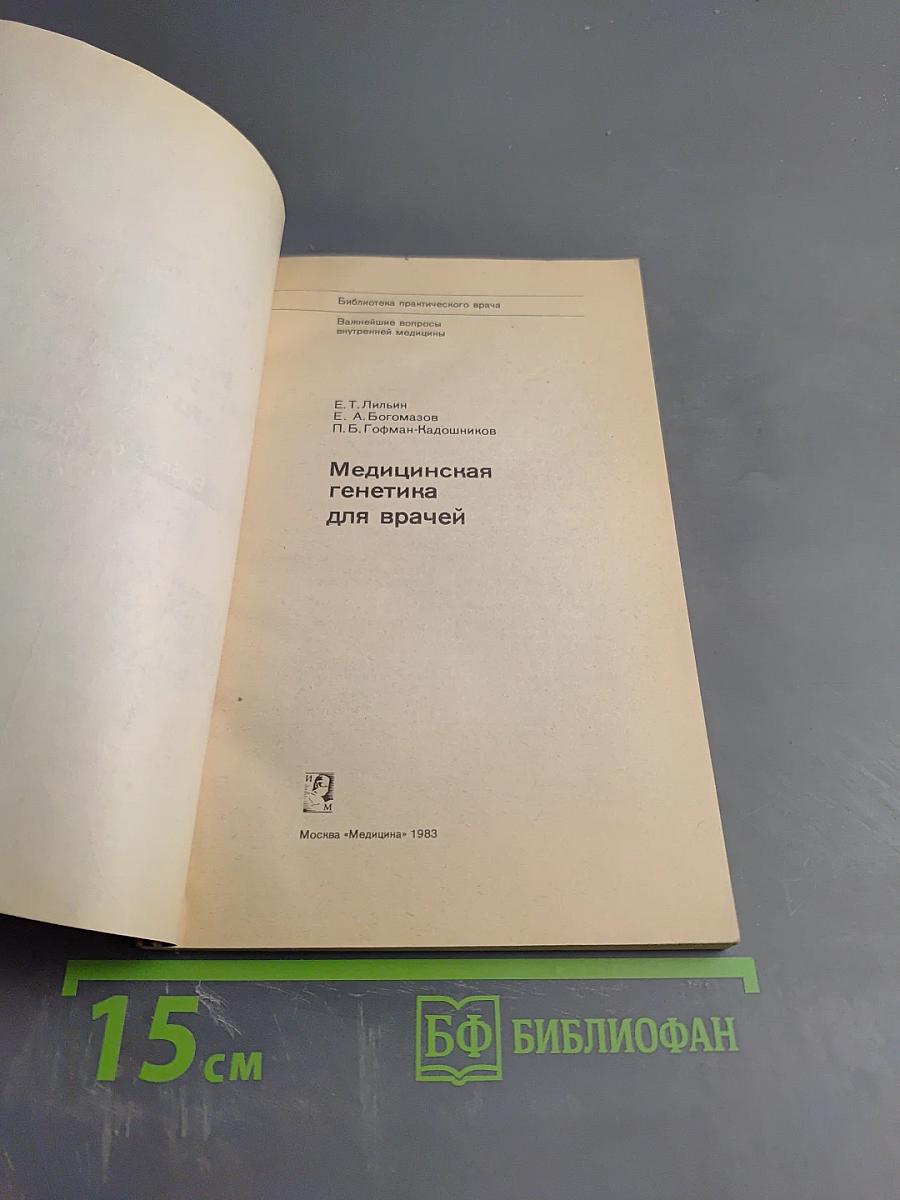 Библиотека практического врача
Важнейшие вопросы
внутренней медицины
Е. Т. Лильин
Е. А. Богомазов
П. Б. Гофман-Кадошников
Медицинская
генетика
для врачей
И
М
Москва «Медицина» 1983
15 см
БФ БИБЛИОФАН